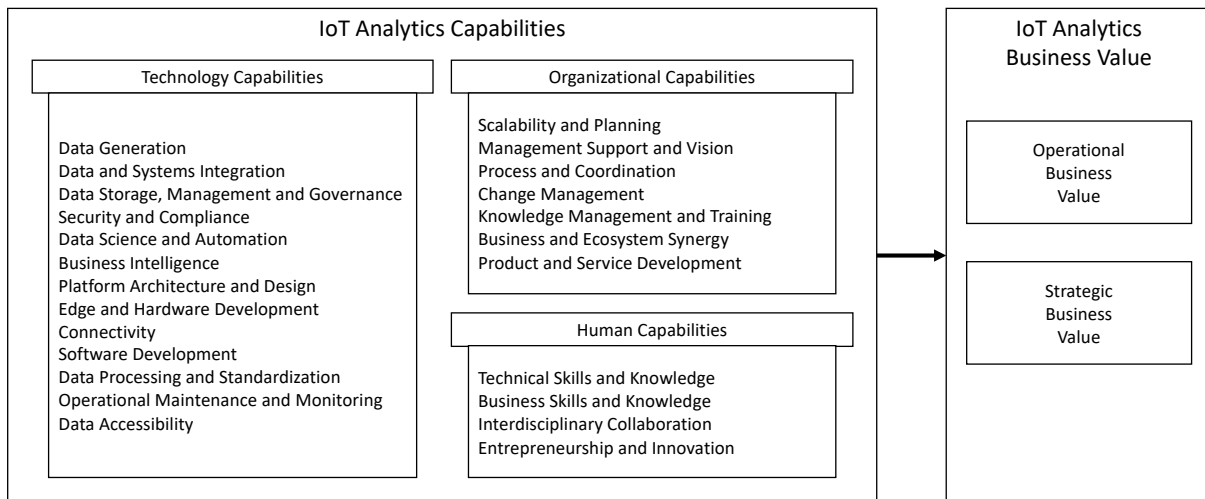 IoT Analytics Capabilities
Technology Capabilities
Data Generation
Data and Systems Integration
Data Storage, Management and Governance
Security and Compliance
Data Science and Automation
Business Intelligence
Platform Architecture and Design
Edge and Hardware Development
Connectivity
Software Development
Data Processing and Standardization
Operational Maintenance and Monitoring
Data Accessibility
Organizational Capabilities
Scalability and Planning
Management Support and Vision
Process and Coordination
Change Management
Knowledge Management and Training
Business and Ecosystem Synergy
Product and Service Development
Human Capabilities
Technical Skills and Knowledge
Business Skills and Knowledge
Interdisciplinary Collaboration
Entrepreneurship and Innovation
IoT Analytics
Business Value
Operational
Business
Value
Strategic
Business
Value